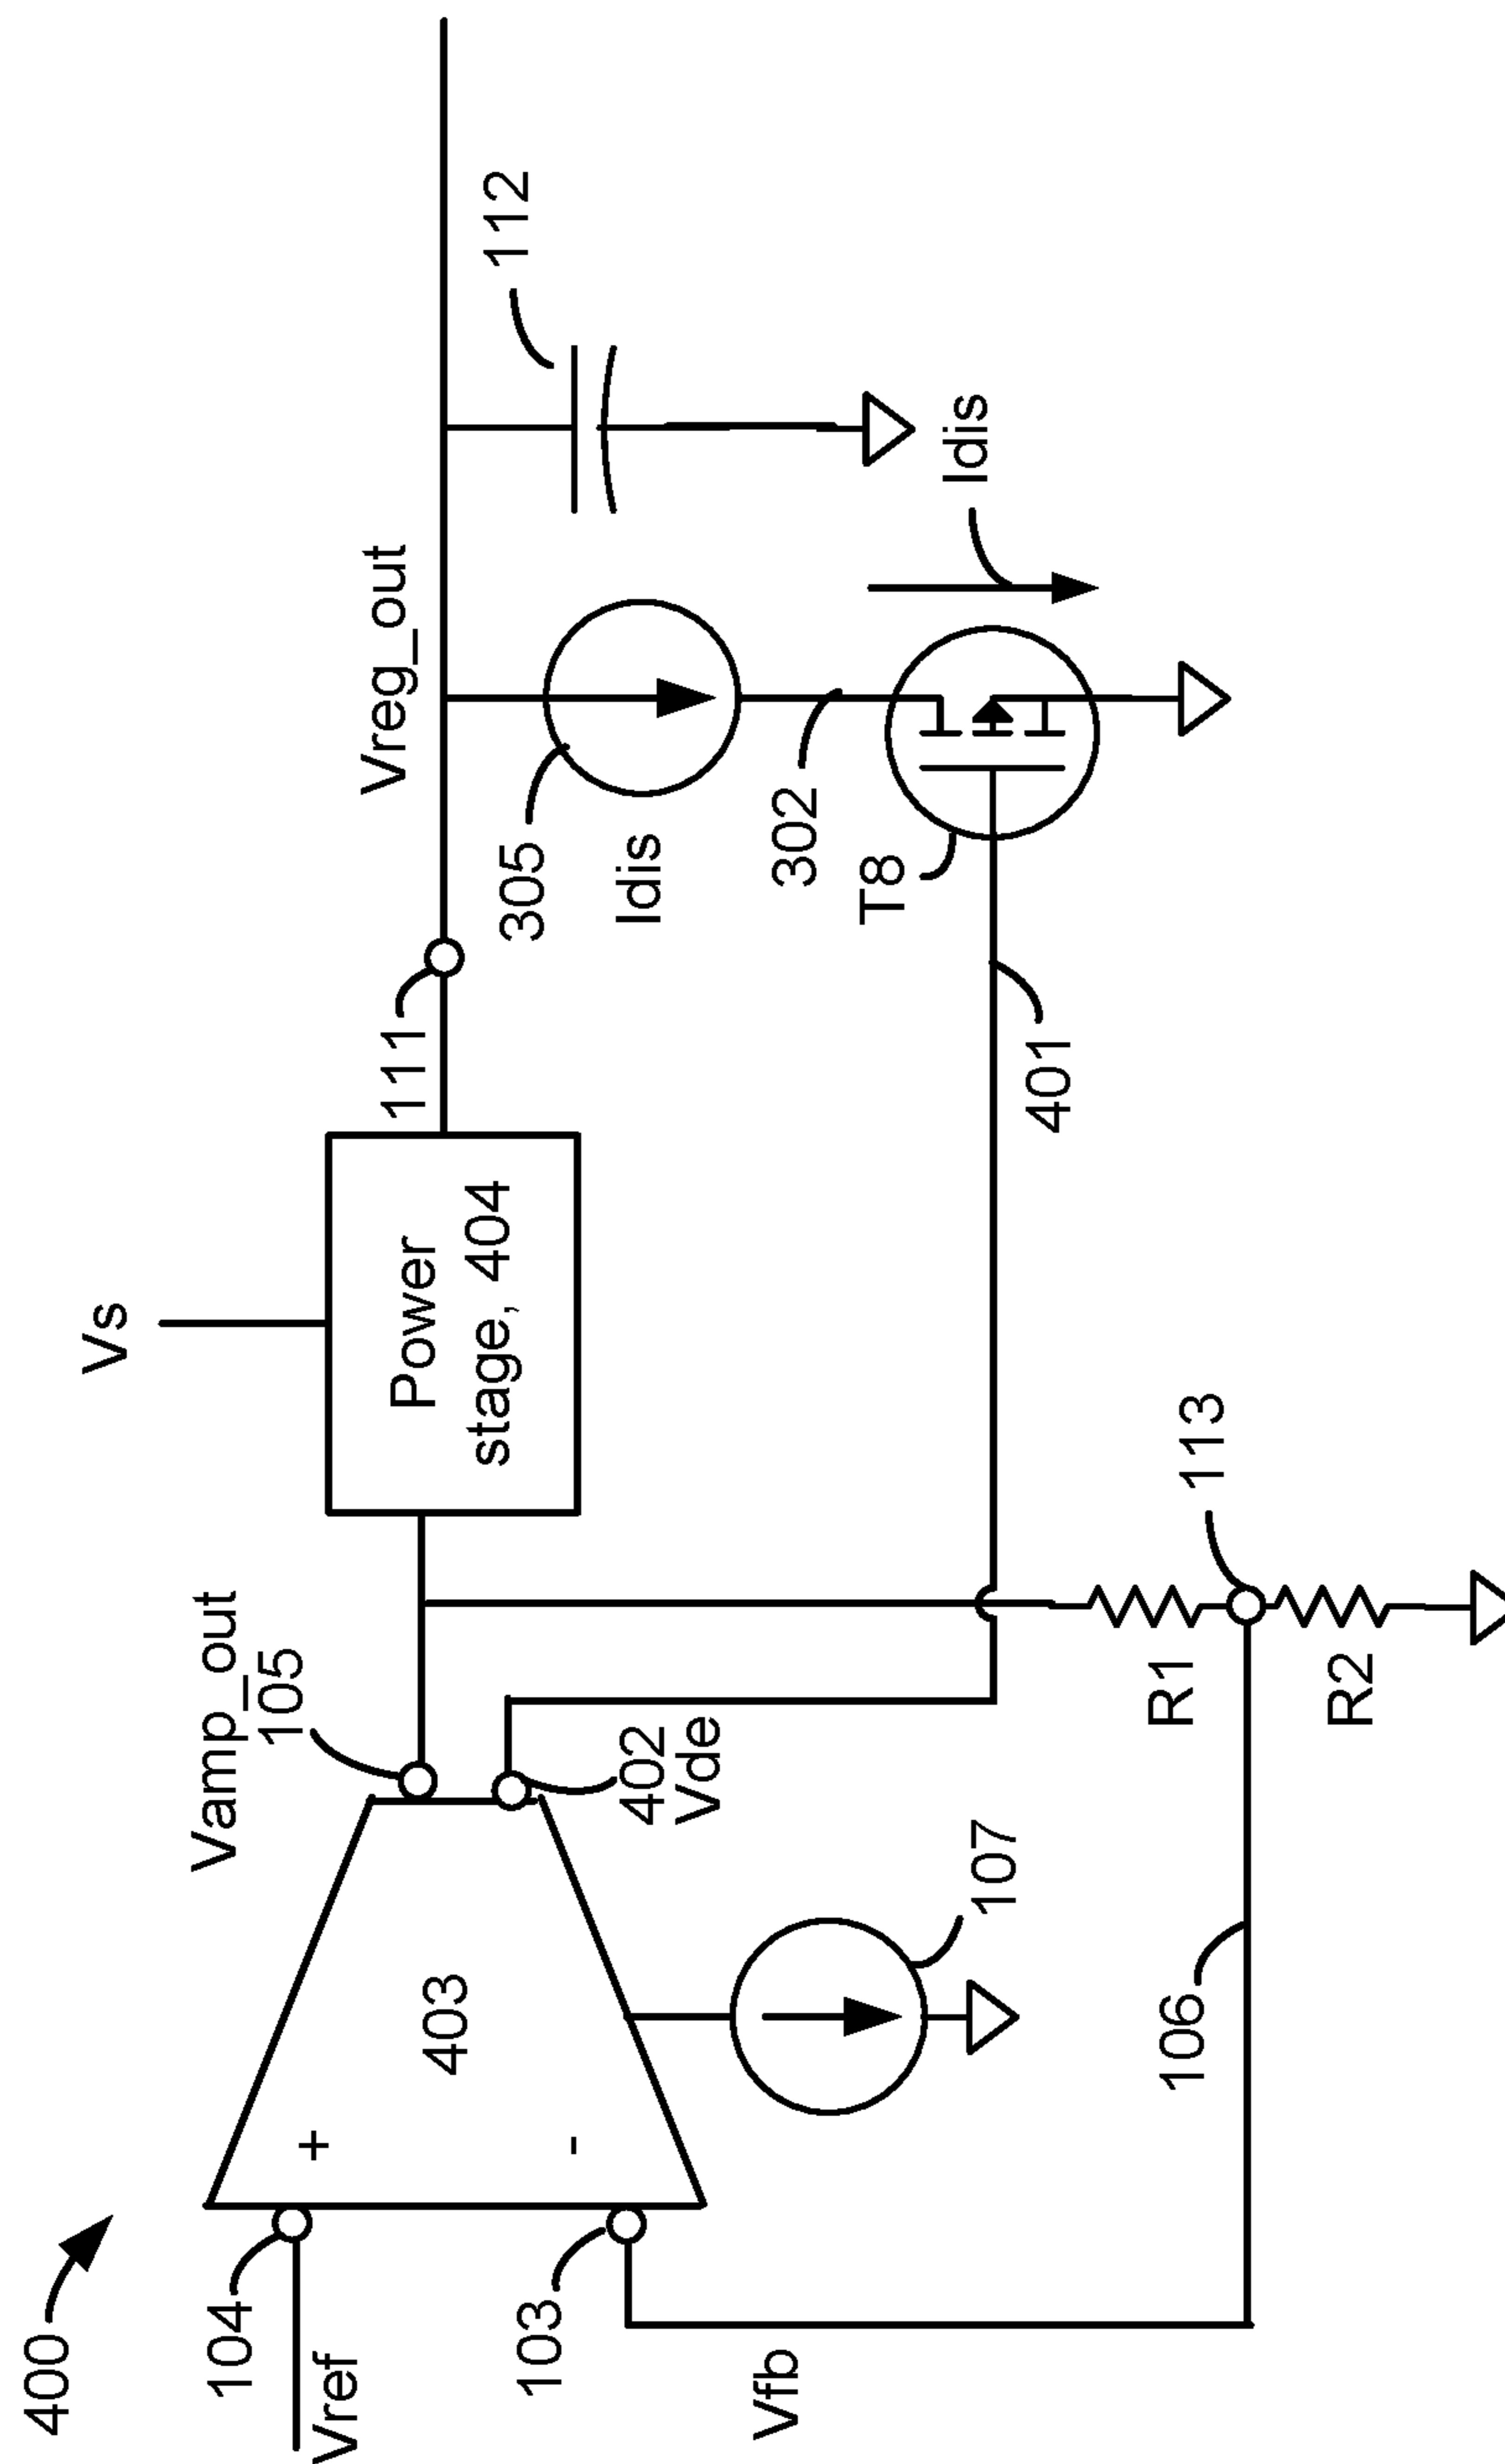 400
Vs
Vamp_out
105
Vreg_out
104
Vref
+
403
-
Power
stage, 404
111
305
Idis
112
103
402
Vde
302
T8
Idis
Vfb
107
401
106
R1
113
R2